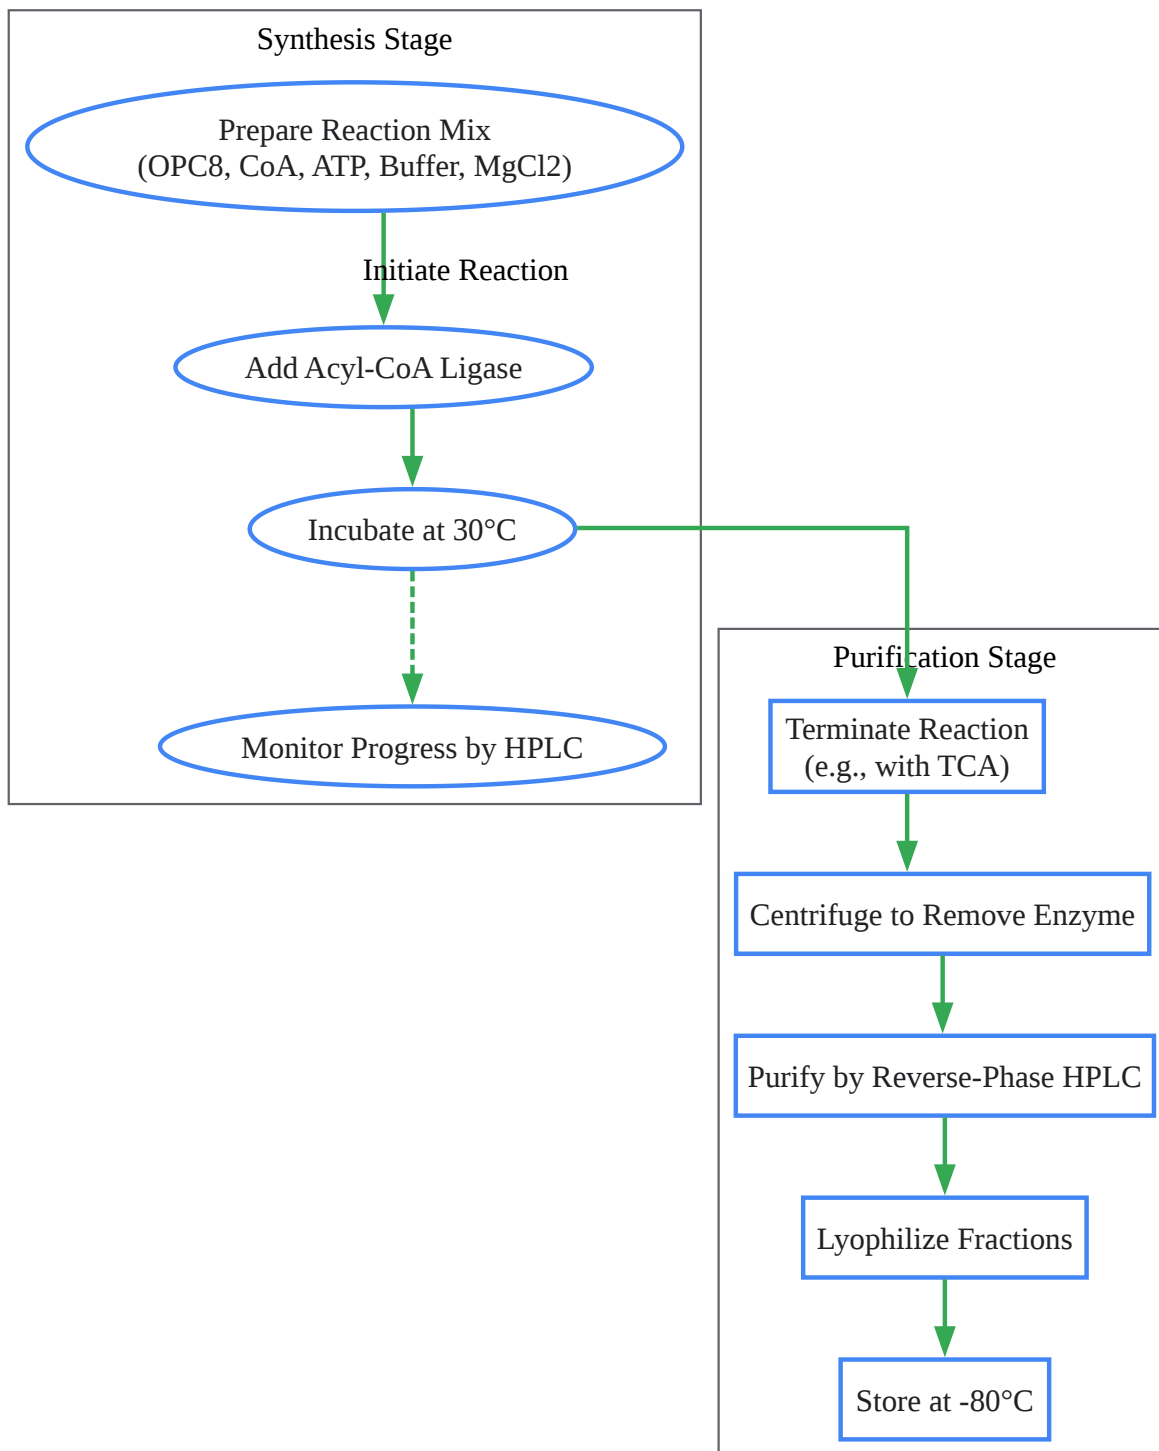 Synthesis Stage
Prepare Reaction Mix
(OPC8, CoA, ATP, Buffer, MgCl2)
Initiate Reaction
Add Acyl-CoA Ligase
Incubate at 30°C
Monitor Progress by HPLC
Purification Stage
Terminate Reaction
(e.g., with TCA)
Centrifuge to Remove Enzyme
Purify by Reverse-Phase HPLC
Lyophilize Fractions
Store at -80°C